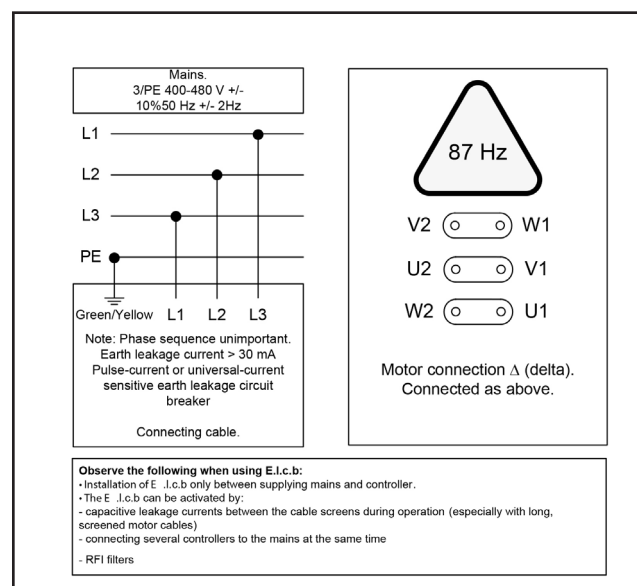 Mains.
3/PE 400-480 V +/-
10%50 Hz +/- 2Hz
L1
L2
L3
PE
Green/Yellow L1 L2 L3
Note: Phase sequence unimportant.
Earth leakage current > 30 mA
Pulse-current or universal-current
sensitive earth leakage circuit
breaker
Connecting cable.
87 Hz
V2 W1
U2 V1
W2 U1
Motor connection Δ (delta).
Connected as above.
Observe the following when using E.l.c.b:
• Installation of E .l.c.b only between supplying mains and controller.
• The E .l.c.b can be activated by:
- capacitive leakage currents between the cable screens during operation (especially with long,
screened motor cables)
- connecting several controllers to the mains at the same time
- RFI filters